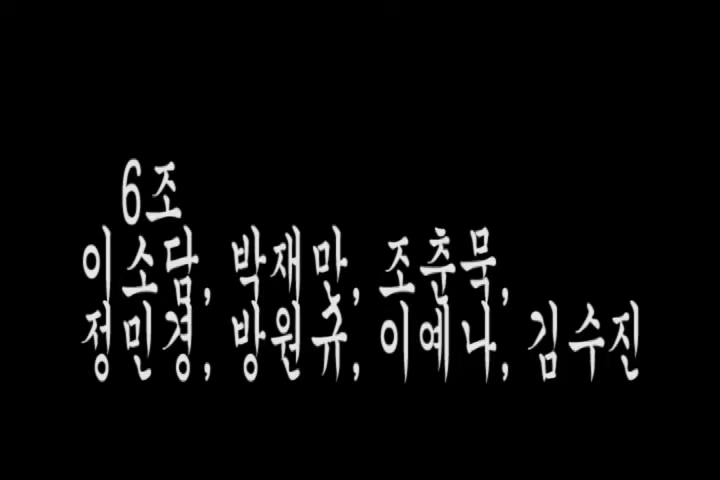 6조
이소담, 박재만, 조춘묵,
정민경, 방원규, 이예나, 김수진